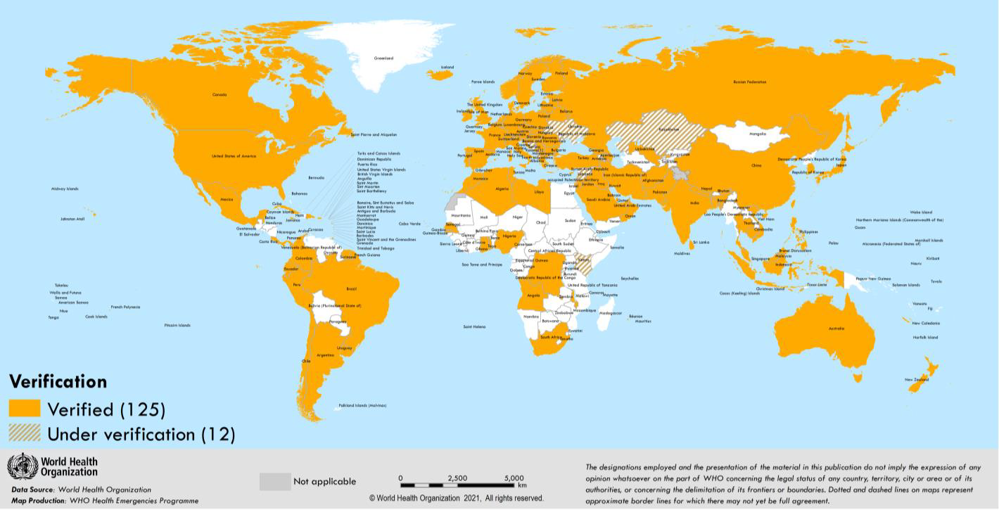 Greenland
Iceland
Faroe Islands
Norway
Sweden
Finland
Russian Federation
Canada
Estonia
Latvia
Lithuania
Denmark
The United Kingdom
Isle of Man
Ireland
Netherlands
Belarus
Poland
Germany
Belgium
Luxembourg
Czechia
Slovakia
Ukraine
Guernsey
Jersey
Austria
Hungary
Republic of Moldova
Kazakhstan
Mongolia
France
Liechtenstein
Switzerland
Slovenia
Romania
Bosnia and Herzegovina
Saint Pierre and Miquelon
United States of America
Portugal
Spain
Andorra
Monaco
Italy
San Marino
Serbia
Bulgaria
Montenegro
Albania
Georgia
Azerbaijan
Uzbekistan
Kyrgyzstan
Turkmenistan
Tajikistan
China
Democratic People's Republic of Korea
Japan
Republic of Korea
Turkey
Armenia
Greece
Gibraltar
Tunisia
Malta
Cyprus
Syrian Arab Republic
Lebanon
Iran (Islamic Republic of)
occupied Palestinian territory
Israel
Jordan
Iraq
Kuwait
Afghanistan
Turks and Caicos Islands
Dominican Republic
Puerto Rico
United States Virgin Islands
British Virgin Islands
Anguilla
Saint Martin
Sint Maarten
Saint Barthélemy
Bermuda
Bahamas
Morocco
Algeria
Libya
Egypt
Saudi Arabia
Bahrain
Qatar
United Arab Emirates
Oman
Pakistan
Nepal
Bhutan
Bangladesh
India
Myanmar
Lao People's Democratic Republic
Viet Nam
Thailand
Cambodia
Philippines
Midway Islands
Johnston Atoll
Mexico
Cuba
Cayman Islands
Belize
Haiti
Jamaica
Honduras
Guatemala
El Salvador
Nicaragua
Aruba
Curacao
Panama
Costa Rica
Bonaire, Sint Eustatius and Saba
Saint Kitts and Nevis
Antigua and Barbuda
Montserrat
Guadeloupe
Dominica
Martinique
Saint Lucia
Barbados
Saint Vincent and the Grenadines
Grenada
Trinidad and Tobago
Cabo Verde
Mauritania
Mali
Niger
Chad
Sudan
Eritrea
Yemen
Senegal
Gambia
Guinea-Bissau
Guinea
Burkina Faso
Djibouti
Sierra Leone
Côte d'Ivoire
Liberia
Ghana
Togo
Benin
Nigeria
Cameroon
Central African Republic
South Sudan
Ethiopia
Somalia
Sri Lanka
Maldives
Wake Island
Northern Mariana Islands (Commonwealth of the)
Guam
Palau
Micronesia (Federated States of)
Marshall Islands
Venezuela (Bolivarian Republic of)
Guyana
Suriname
French Guiana
Colombia
Ecuador
Peru
Brazil
Sao Tome and Principe
Equatorial Guinea
Gabon
Congo
Uganda
Kenya
Rwanda
Burundi
Democratic Republic of the Congo
Seychelles
Brunei Darussalam
Malaysia
Singapore
Indonesia
Kiribati
Nauru
Papua New Guinea
Solomon Islands
Tuvalu
Timor-Leste
Christmas Island
Cocos (Keeling) Islands
Tokelau
Wallis and Futuna
Samoa
American Samoa
Niue
Tonga
Cook Islands
French Polynesia
Pitcairn Islands
Bolivia (Plurinational State of)
Paraguay
Uruguay
Argentina
Chile
Angola
United Republic of Tanzania
Zambia
Malawi
Comoros
Mayotte
Mozambique
Madagascar
Zimbabwe
Namibia
Botswana
Saint Helena
Réunion
Mauritius
Eswatini
South Africa
Lesotho
Vanuatu
Fiji
New Caledonia
Norfolk Island
Australia
New Zealand
Falkland Islands (Malvinas)
Verification
Verified (125)
Under verification (12)
World Health
Organization
Data Source: World Health Organization
Map Production: WHO Health Emergencies Programme
Not applicable
0 2,500 5,000
km
© World Health Organization 2021, All rights reserved.
The designations employed and the presentation of the material in this publication do not imply the expression of any
opinion whatsoever on the part of WHO concerning the legal status of any country, territory, city or area or of its
authorities, or concerning the delimitation of its frontiers or boundaries. Dotted and dashed lines on maps represent
approximate border lines for which there may not yet be full agreement.